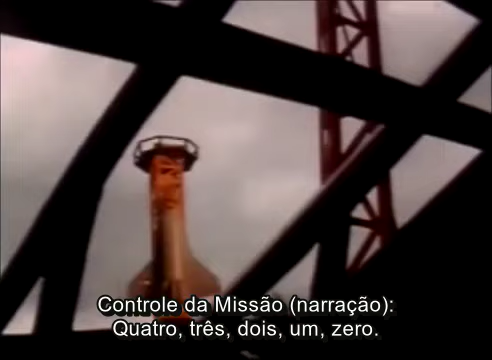 Controle da Missão (narração):
Quatro, três, dois, um, zero.